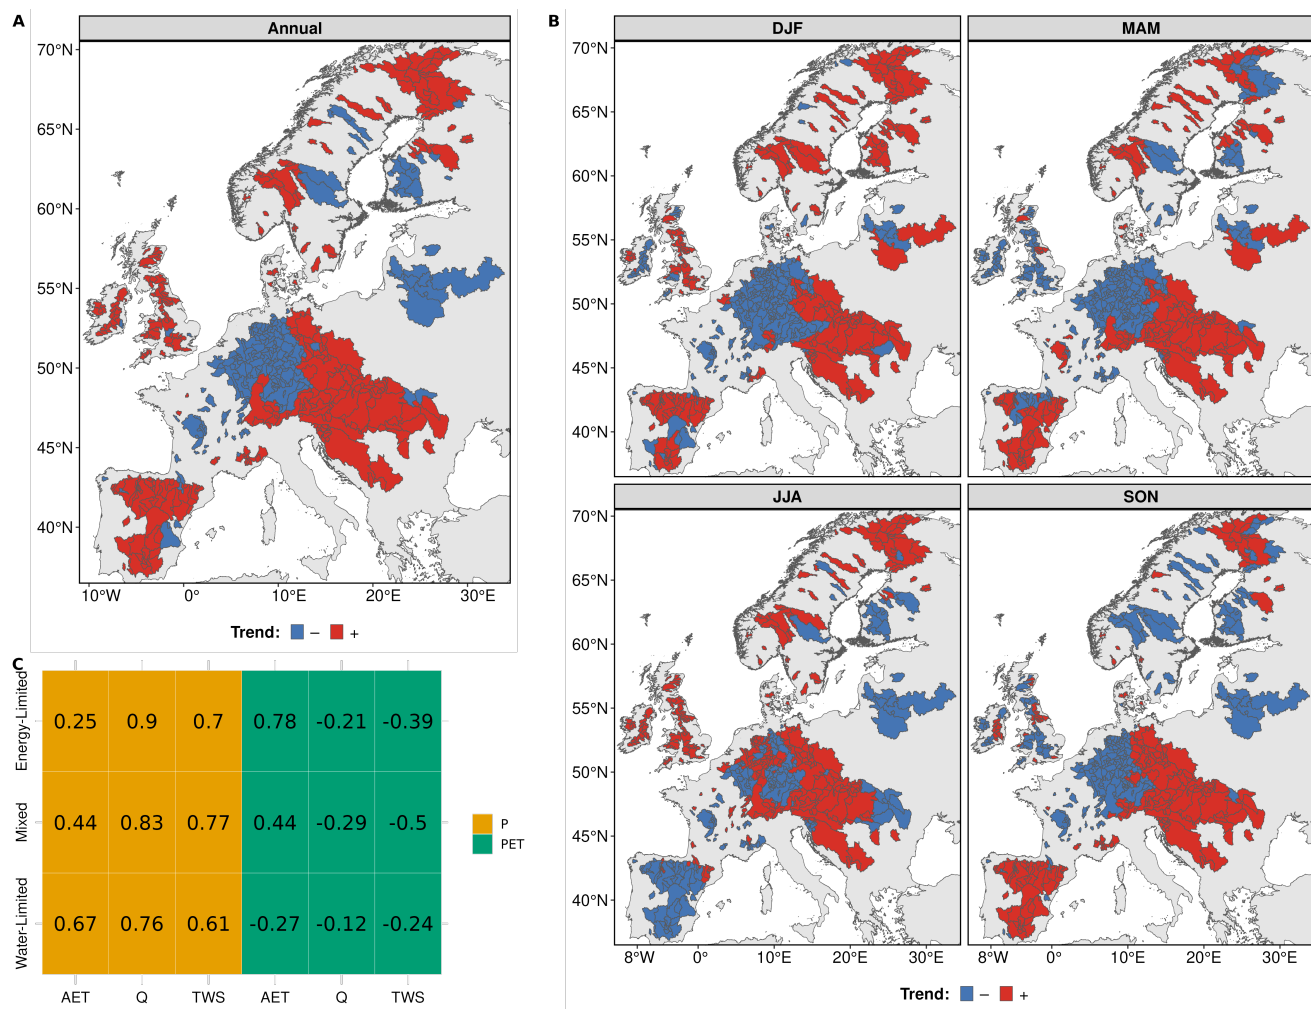 A
Annual
70°N
65°N
60°N
55°N
50°N
45°N
40°N
10°W 0° 10°E 20°E 30°E
Trend: − +
B
DJF MAM
70°N
65°N
60°N
55°N
50°N
45°N
40°N
JJA SON
70°N
65°N
60°N
55°N
50°N
45°N
40°N
8°W 0° 10°E 20°E 30°E 8°W 0° 10°E 20°E 30°E
Trend: − +
C
Energy-Limited 0.25 0.9 0.7 0.78 -0.21 -0.39
Mixed 0.44 0.83 0.77 0.44 -0.29 -0.5
Water-Limited 0.67 0.76 0.61 -0.27 -0.12 -0.24
AET Q TWS AET Q TWS
P
PET